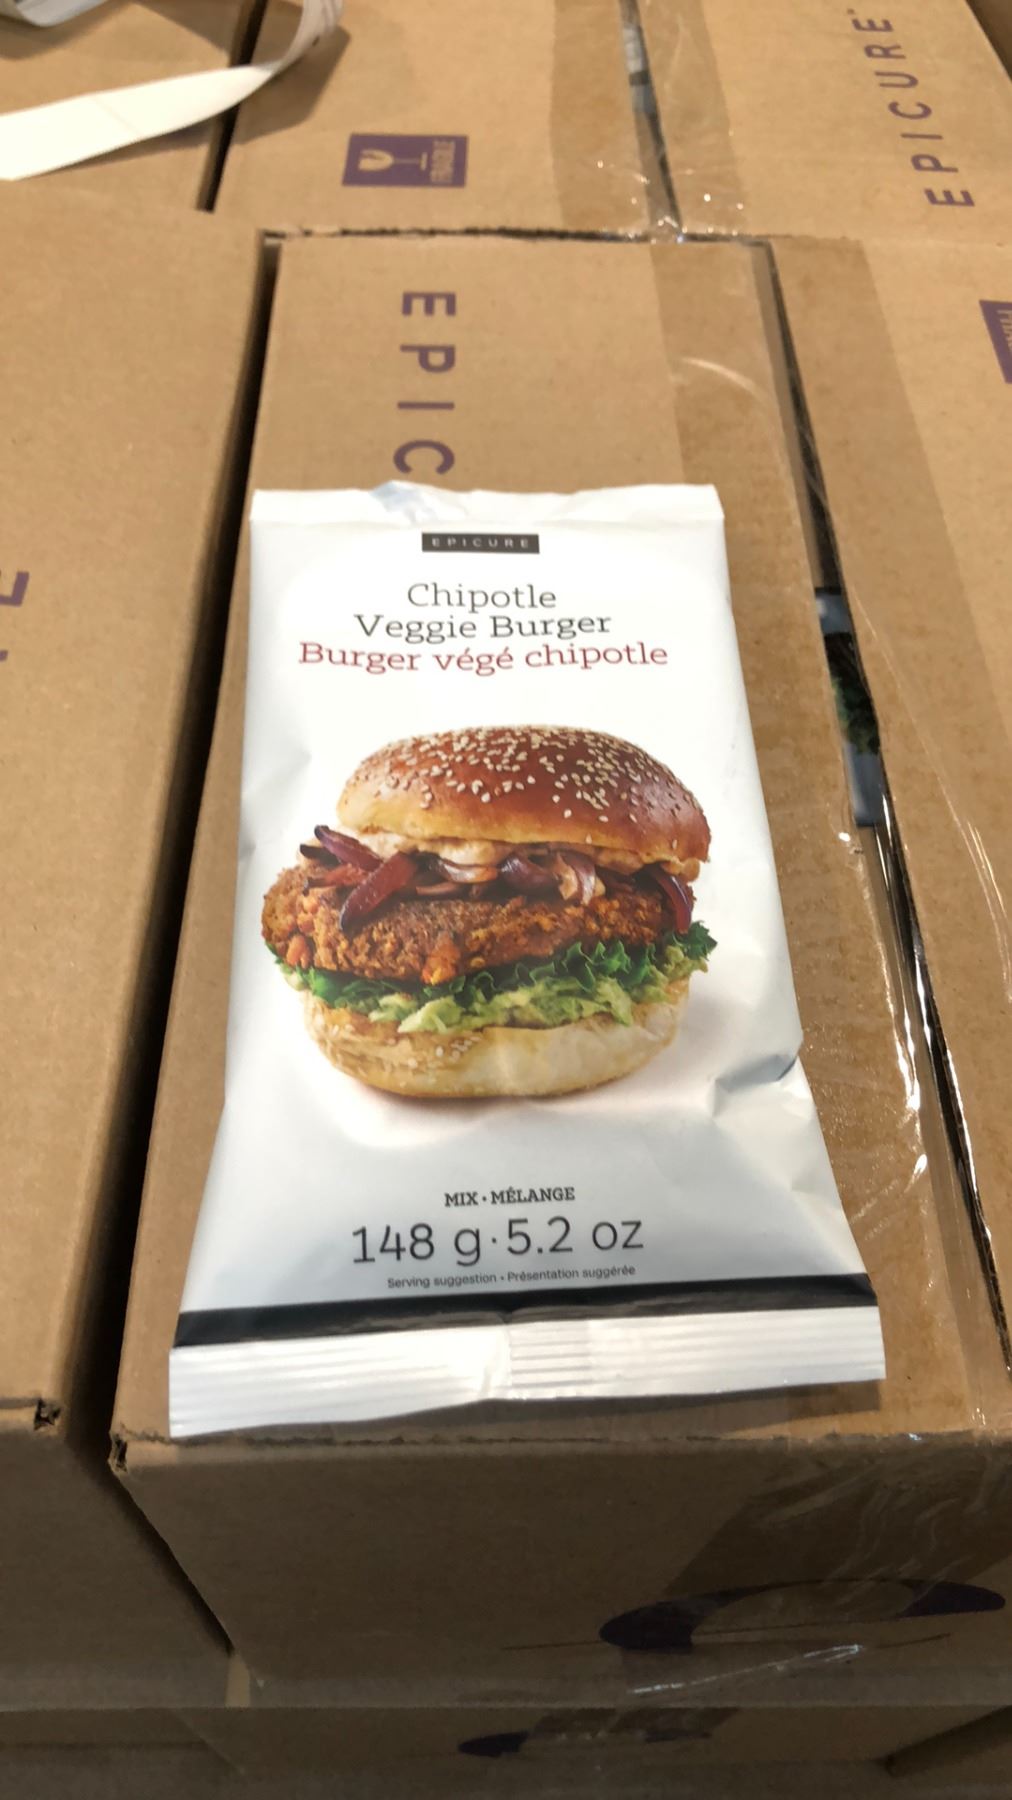 EPICURE
FRAGILE
EPIC
EPICURE
Chipotle
Veggie Burger
Burger végé chipotle
MIX • MÉLANGE
148 g · 5.2 oz
Serving suggestion • Présentation suggérée